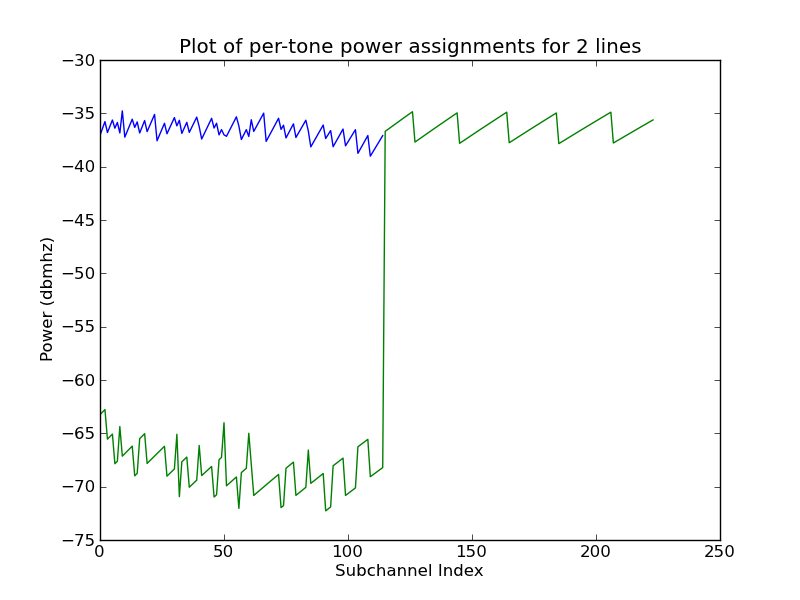 Plot of per-tone power assignments for 2 lines
−30
−35
−40
−45
−50
−55
−60
−65
−70
−75
Power (dbmhz)
0 50 100 150 200 250
Subchannel Index